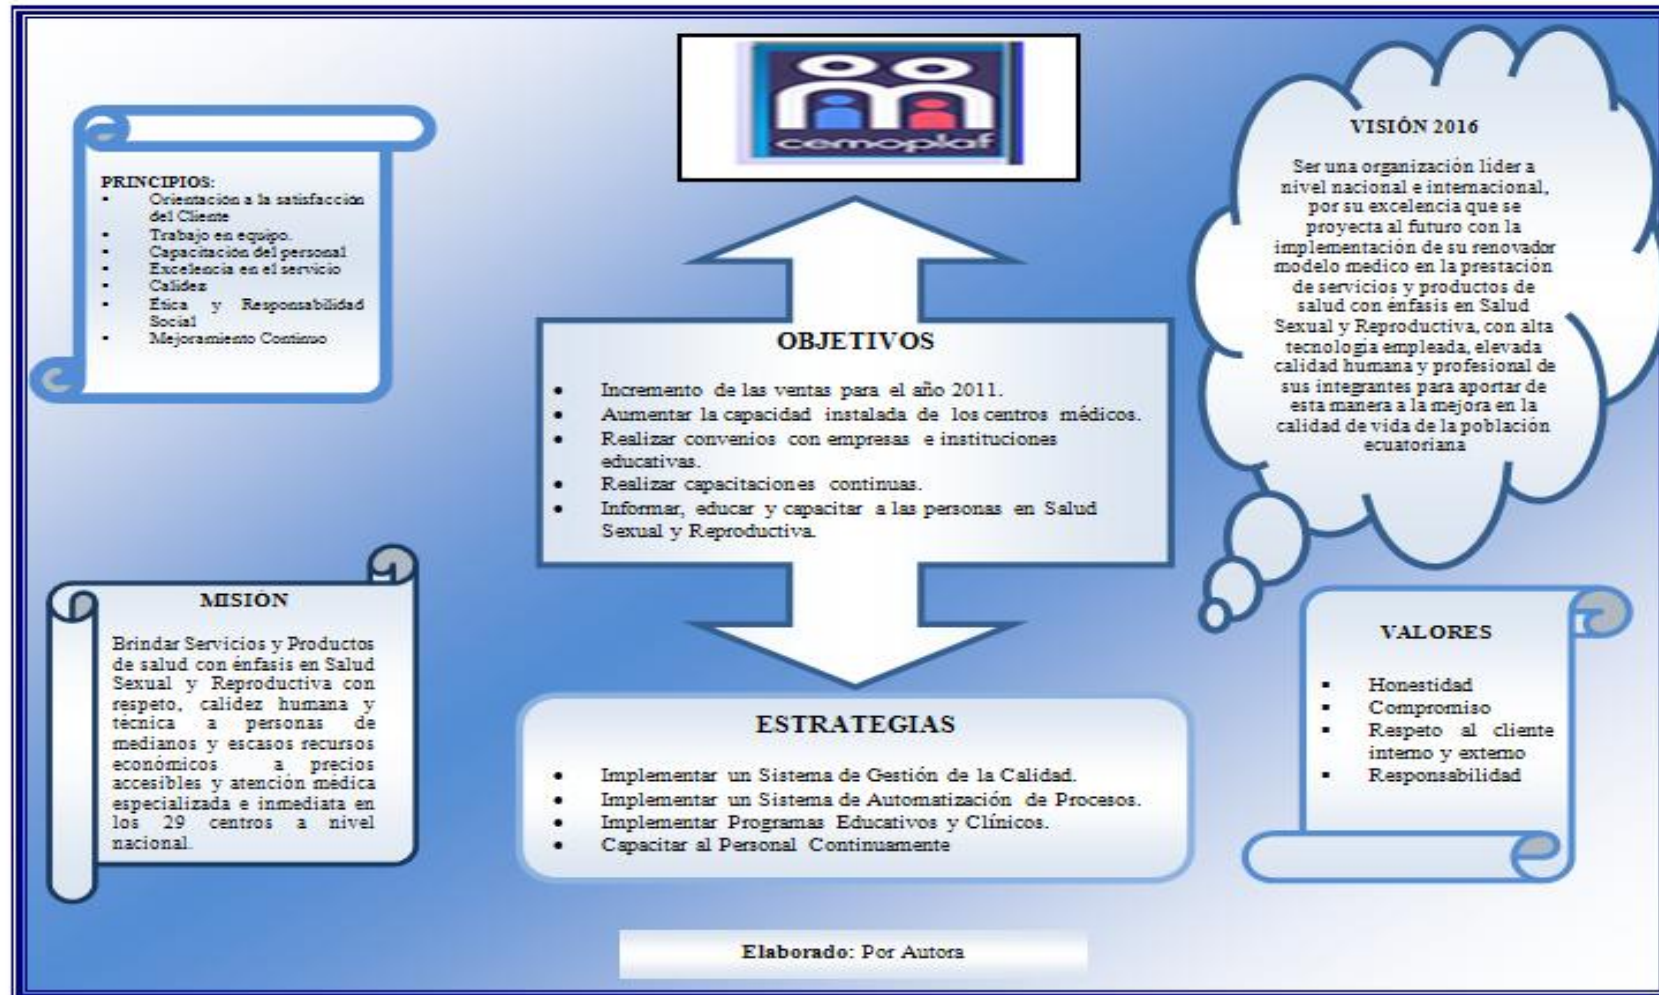 cemoplaf
PRINCIPIOS:
▪ Orientación a la satisfacción
del Cliente
▪ Trabajo en equipo.
▪ Capacitación del personal
▪ Excelencia en el servicio
▪ Calidez
▪ Ética y Responsabilidad
Social
▪ Mejoramiento Continuo
VISIÓN 2016
Ser una organización líder a
nivel nacional e internacional,
por su excelencia que se
proyecta al futuro con la
implementación de su renovador
modelo medico en la prestación
de servicios y productos de
salud con énfasis en Salud
Sexual y Reproductiva, con alta
tecnología empleada, elevada
calidad humana y profesional de
sus integrantes para aportar de
esta manera a la mejora en la
calidad de vida de la población
ecuatoriana
OBJETIVOS
• Incremento de las ventas para el año 2011.
• Aumentar la capacidad instalada de los centros médicos.
• Realizar convenios con empresas e instituciones
educativas.
• Realizar capacitaciones continuas.
• Informar, educar y capacitar a las personas en Salud
Sexual y Reproductiva.
MISIÓN
Brindar Servicios y Productos
de salud con énfasis en Salud
Sexual y Reproductiva con
respeto, calidez humana y
técnica a personas de
medianos y escasos recursos
económicos a precios
accesibles y atención médica
especializada e inmediata en
los 29 centros a nivel
nacional.
VALORES
▪ Honestidad
▪ Compromiso
▪ Respeto al cliente
interno y externo
▪ Responsabilidad
ESTRATEGIAS
• Implementar un Sistema de Gestión de la Calidad.
• Implementar un Sistema de Automatización de Procesos.
• Implementar Programas Educativos y Clínicos.
• Capacitar al Personal Continuamente
Elaborado: Por Autora